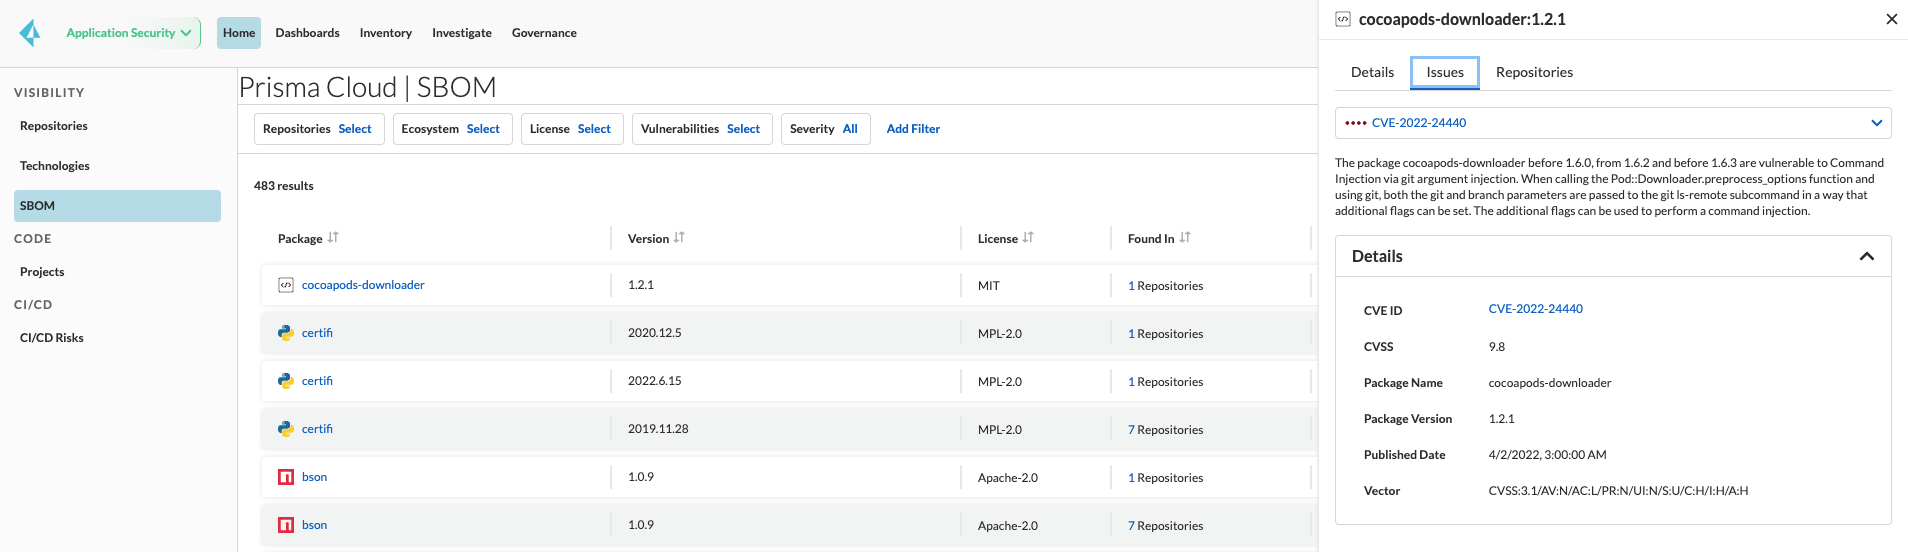 Application Security
Home
Dashboards
Inventory
Investigate
Governance
VISIBILITY
Repositories
Technologies
SBOM
CODE
Projects
CI/CD
CI/CD Risks
Prisma Cloud | SBOM
Repositories Select
Ecosystem Select
License Select
Vulnerabilities Select
Severity All
Add Filter
483 results
Package Version License Found In
cocoapods-downloader 1.2.1 MIT 1 Repositories
certifi 2020.12.5 MPL-2.0 1 Repositories
certifi 2022.6.15 MPL-2.0 1 Repositories
certifi 2019.11.28 MPL-2.0 7 Repositories
bson 1.0.9 Apache-2.0 1 Repositories
bson 1.0.9 Apache-2.0 7 Repositories
cocoapods-downloader:1.2.1
Details Issues Repositories
CVE-2022-24440
The package cocoapods-downloader before 1.6.0, from 1.6.2 and before 1.6.3 are vulnerable to Command
Injection via git argument injection. When calling the Pod::Downloader.preprocess_options function and
using git, both the git and branch parameters are passed to the git ls-remote subcommand in a way that
additional flags can be set. The additional flags can be used to perform a command injection.
Details
CVE ID CVE-2022-24440
CVSS 9.8
Package Name cocoapods-downloader
Package Version 1.2.1
Published Date 4/2/2022, 3:00:00 AM
Vector CVSS:3.1/AV:N/AC:L/PR:N/UI:N/S:U/C:H/I:H/A:H